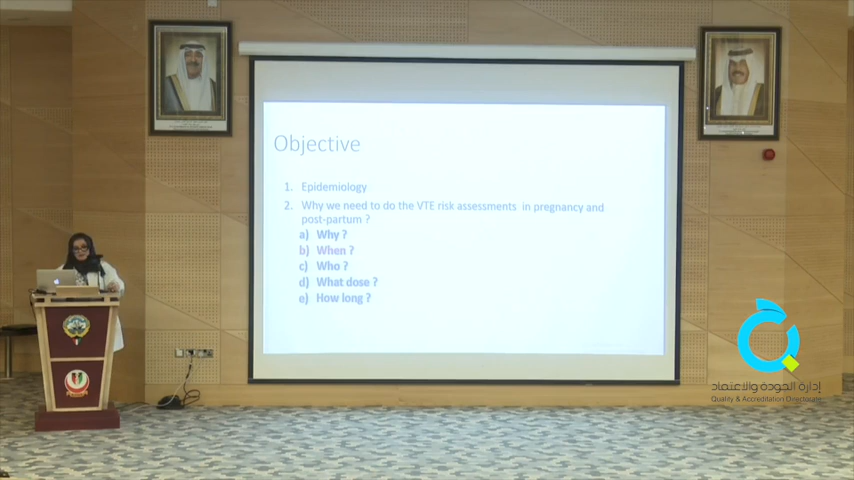 Objective
1. Epidemiology
2. Why we need to do the VTE risk assessments in pregnancy and
post-partum ?
a) Why ?
b) When ?
c) Who ?
d) What dose ?
e) How long ?
إدارة الجودة والاعتماد
Quality & Accreditation Directorate